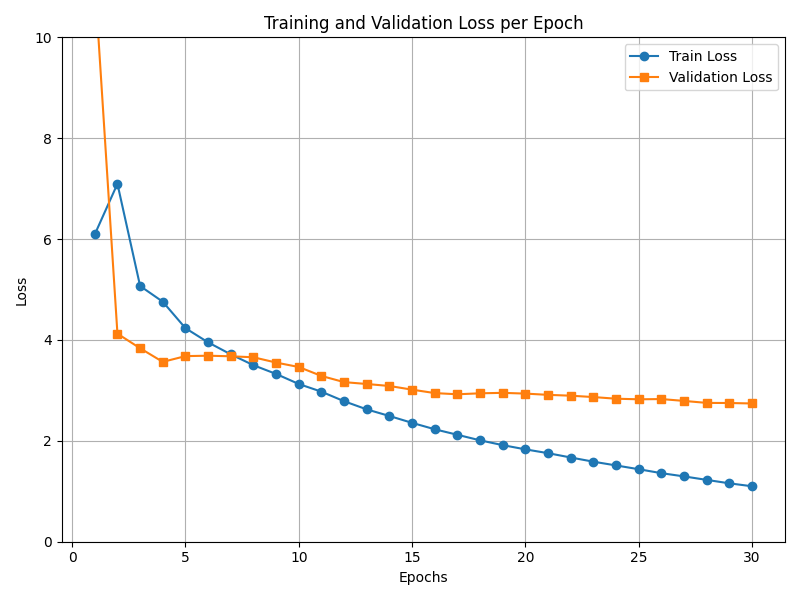 Training and Validation Loss per Epoch
Train Loss
Validation Loss
Loss
10
8
6
4
2
0
0 5 10 15 20 25 30
Epochs